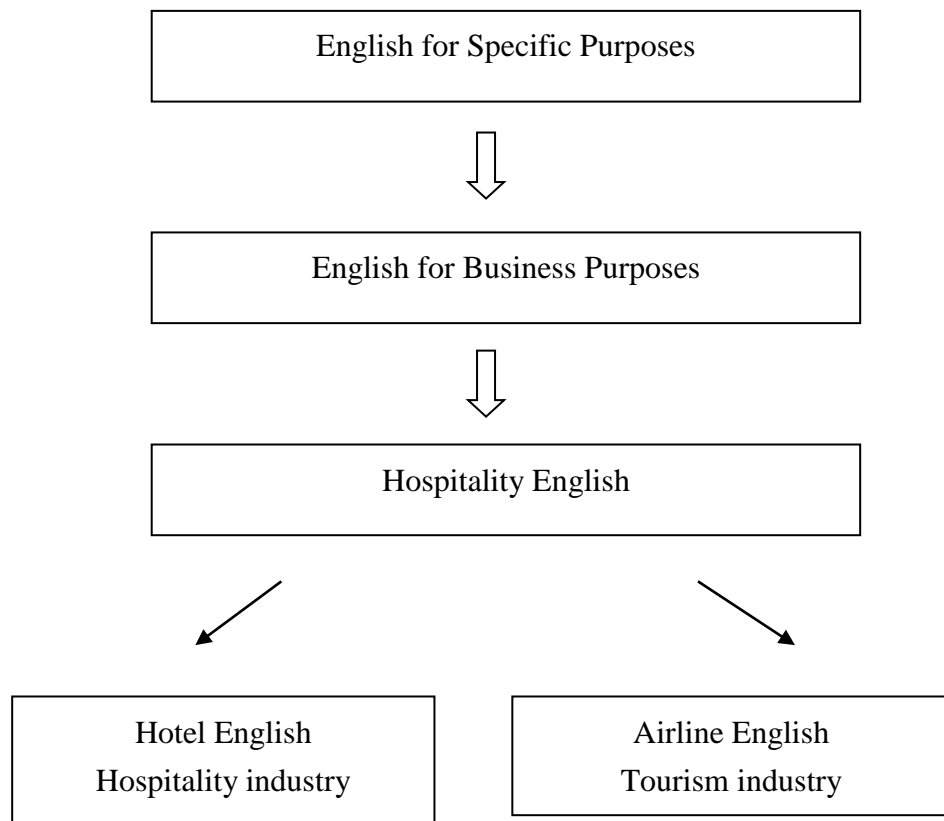 English for Specific Purposes
English for Business Purposes
Hospitality English
Hotel English
Hospitality industry
Airline English
Tourism industry